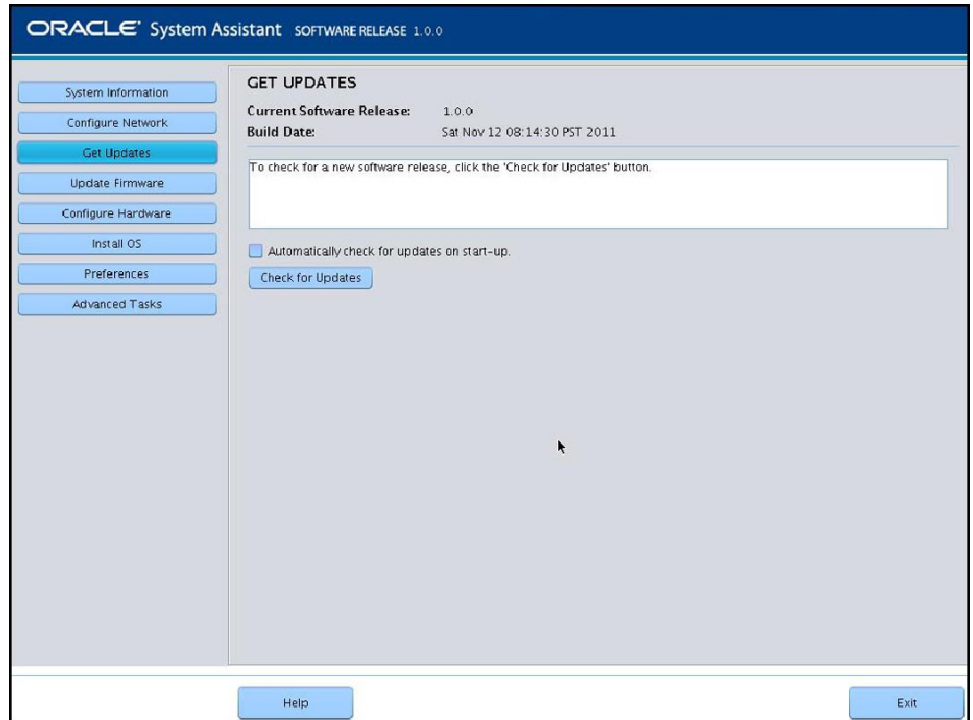 ORACLE' System Assistant SOFTWARE RELEASE 1.0.0
System Information
Configure Network
Get Updates
Update Firmware
Configure Hardware
Install OS
Preferences
Advanced Tasks
GET UPDATES
Current Software Release: 1.0.0
Build Date: Sat Nov 12 08:14:30 PST 2011
To check for a new software release, click the 'Check for Updates' button.
Automatically check for updates on start-up.
Check for Updates
Help
Exit